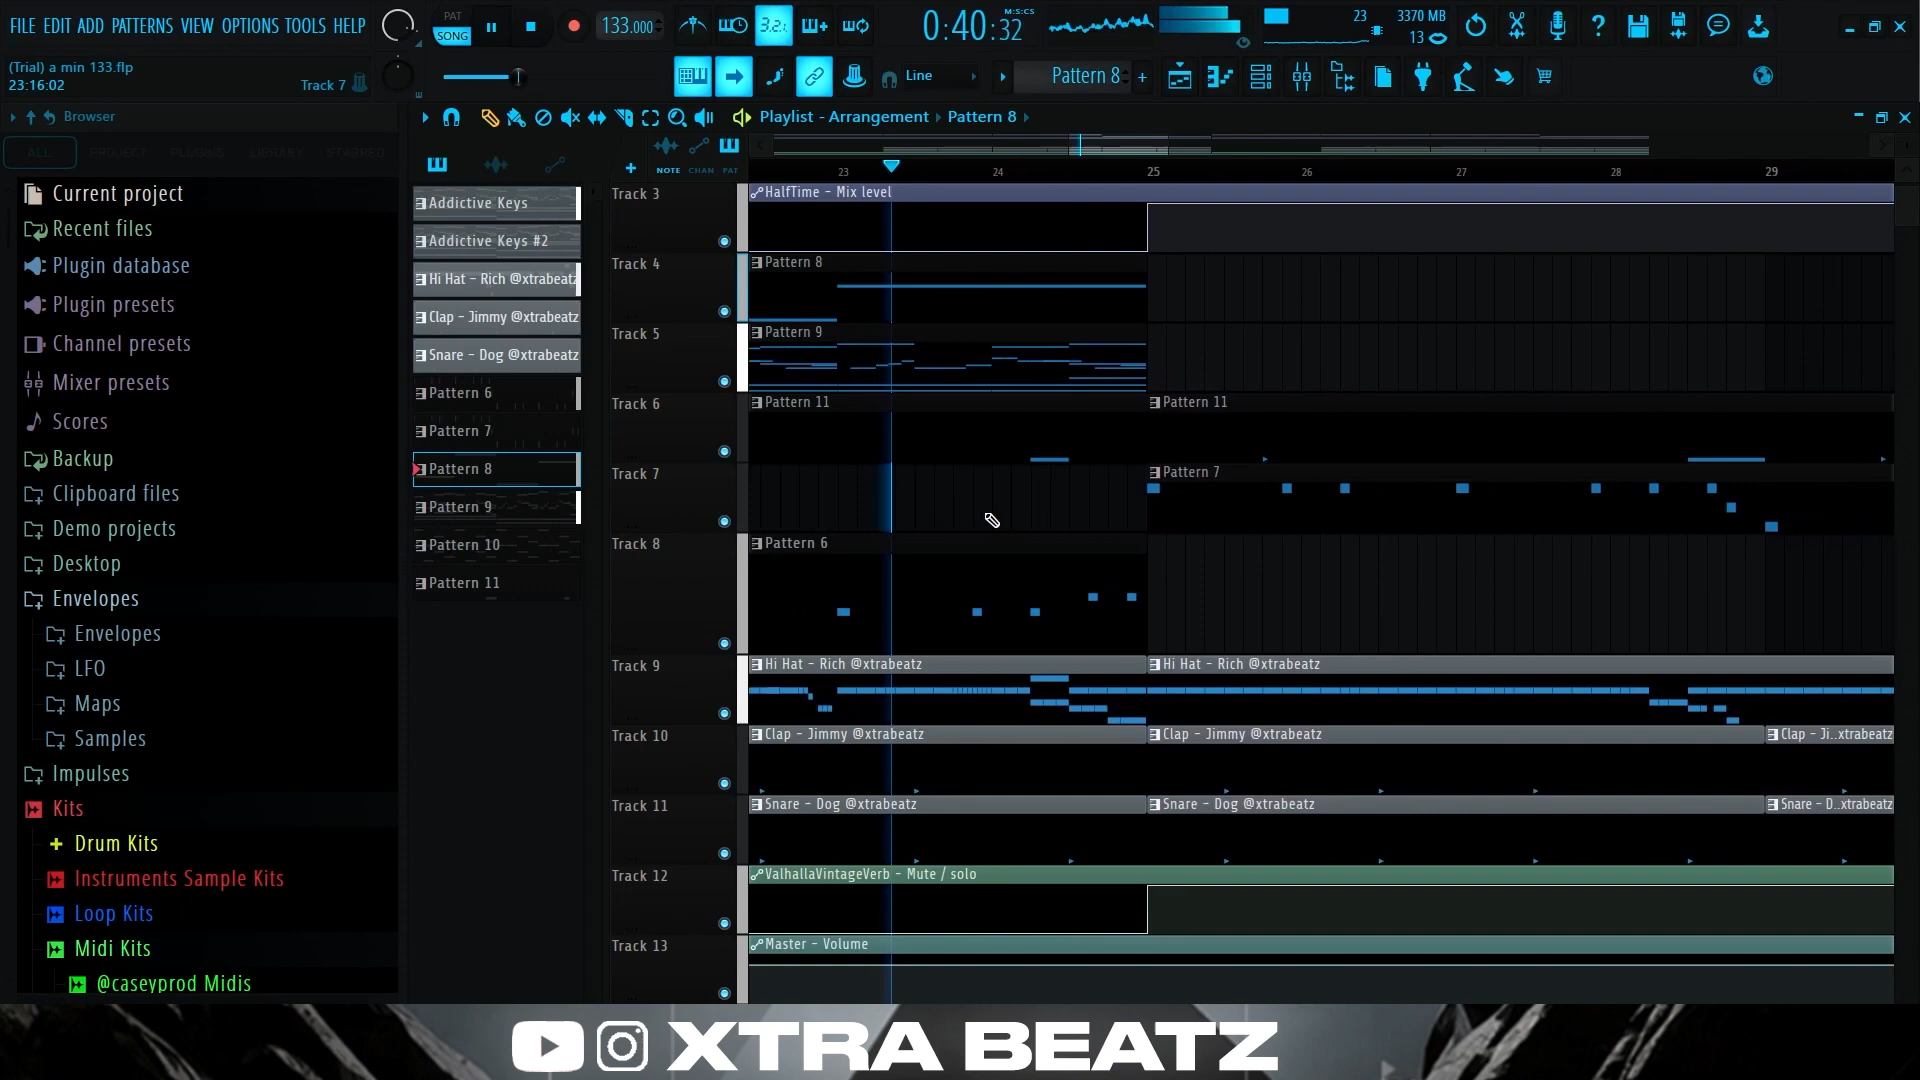 FILE EDIT ADD PATTERNS VIEW OPTIONS TOOLS HELP
PAT
SONG
133.000
3.2.
0:40:32
M:S:CS
23
3370 MB
13
(Trial) a min 133.flp
23:16:02
Track 7
Line
Pattern 8
Browser
Playlist - Arrangement
Pattern 8
ALL
PROJECT
PLUGINS
LIBRARY
STARRED
NOTE
CHAN
PAT
23
24
25
26
27
28
29
Current project
Recent files
Plugin database
Plugin presets
Channel presets
Mixer presets
Scores
Backup
Clipboard files
Demo projects
Desktop
Envelopes
Envelopes
LFO
Maps
Samples
Impulses
Kits
Drum Kits
Instruments Sample Kits
Loop Kits
Midi Kits
@caseyprod Midis
Addictive Keys
Addictive Keys #2
Hi Hat - Rich @xtrabeatz
Clap - Jimmy @xtrabeatz
Snare - Dog @xtrabeatz
Pattern 6
Pattern 7
Pattern 8
Pattern 9
Pattern 10
Pattern 11
Track 3
HalfTime - Mix level
Track 4
Pattern 8
Track 5
Pattern 9
Track 6
Pattern 11
Pattern 11
Track 7
Pattern 7
Track 8
Pattern 6
Track 9
Hi Hat - Rich @xtrabeatz
Hi Hat - Rich @xtrabeatz
Track 10
Clap - Jimmy @xtrabeatz
Clap - Jimmy @xtrabeatz
Clap - Ji..xtrabeatz
Track 11
Snare - Dog @xtrabeatz
Snare - Dog @xtrabeatz
Snare - D..xtrabeatz
Track 12
ValhallaVintageVerb - Mute / solo
Track 13
Master - Volume
XTRA BEATZ